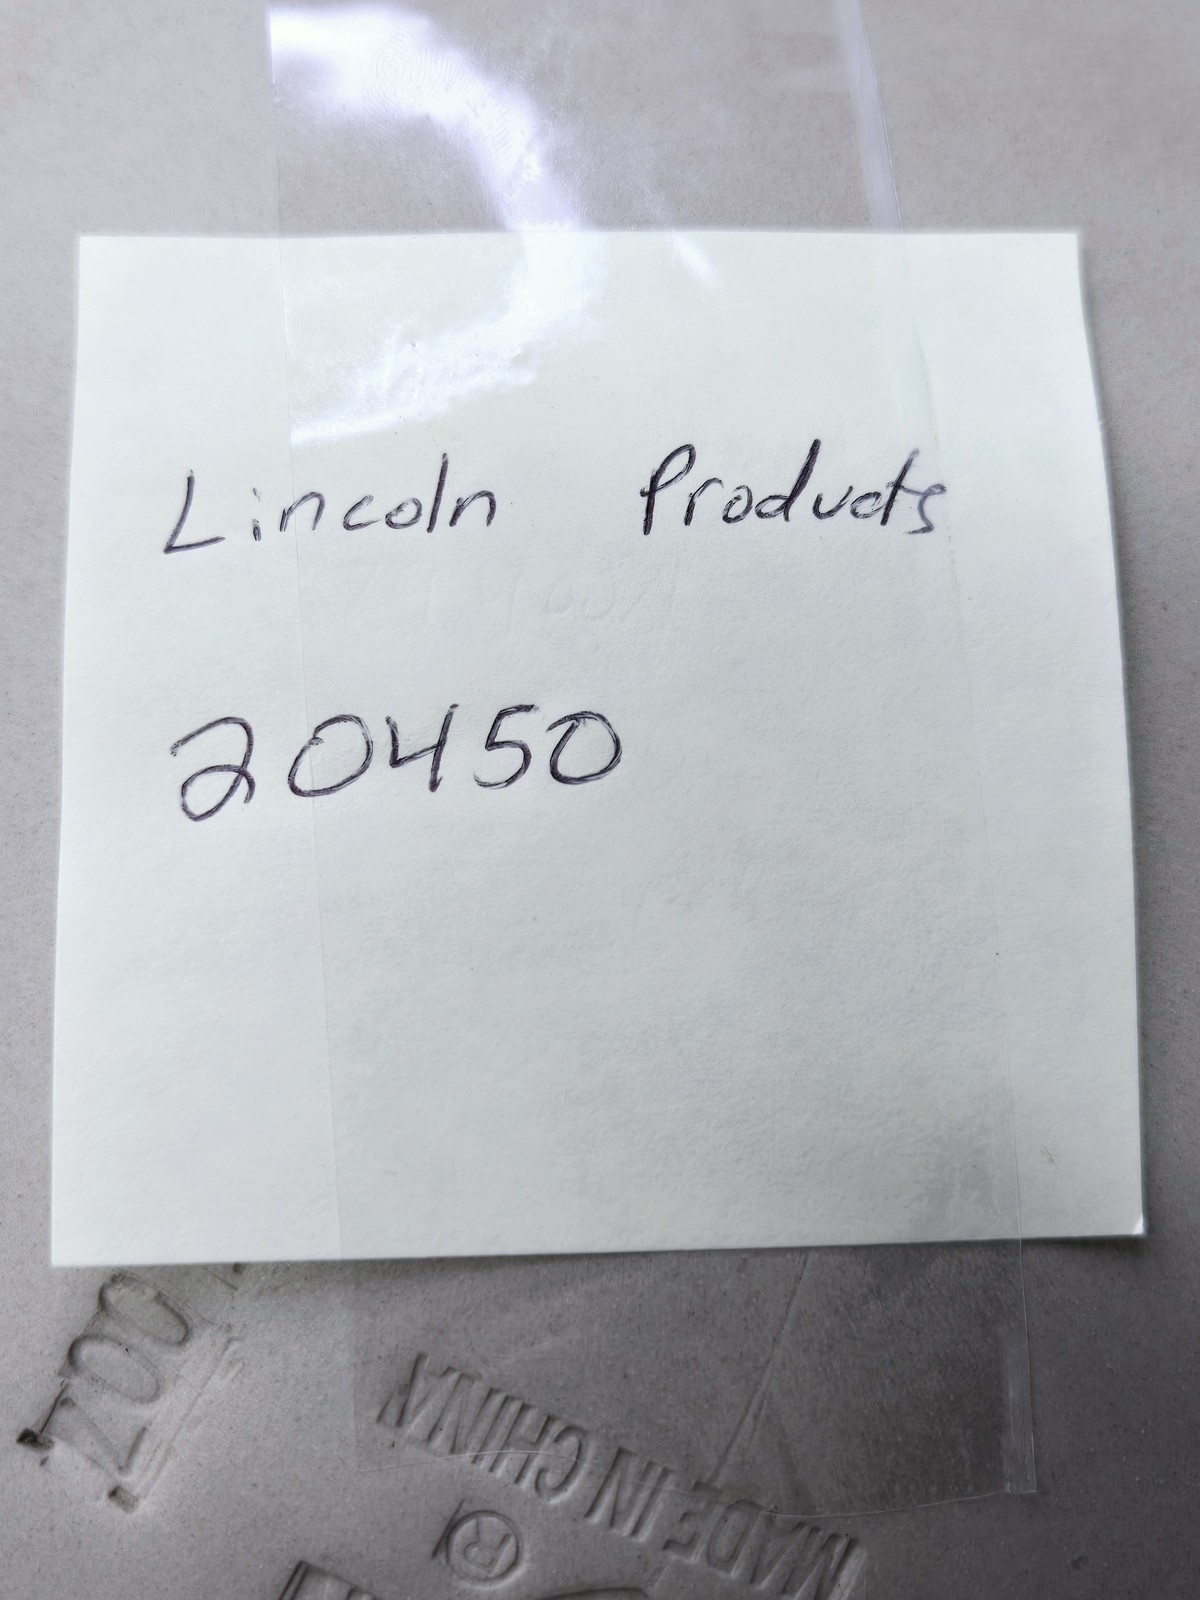 Lincoln Products
20450
MADE IN CHINA
®